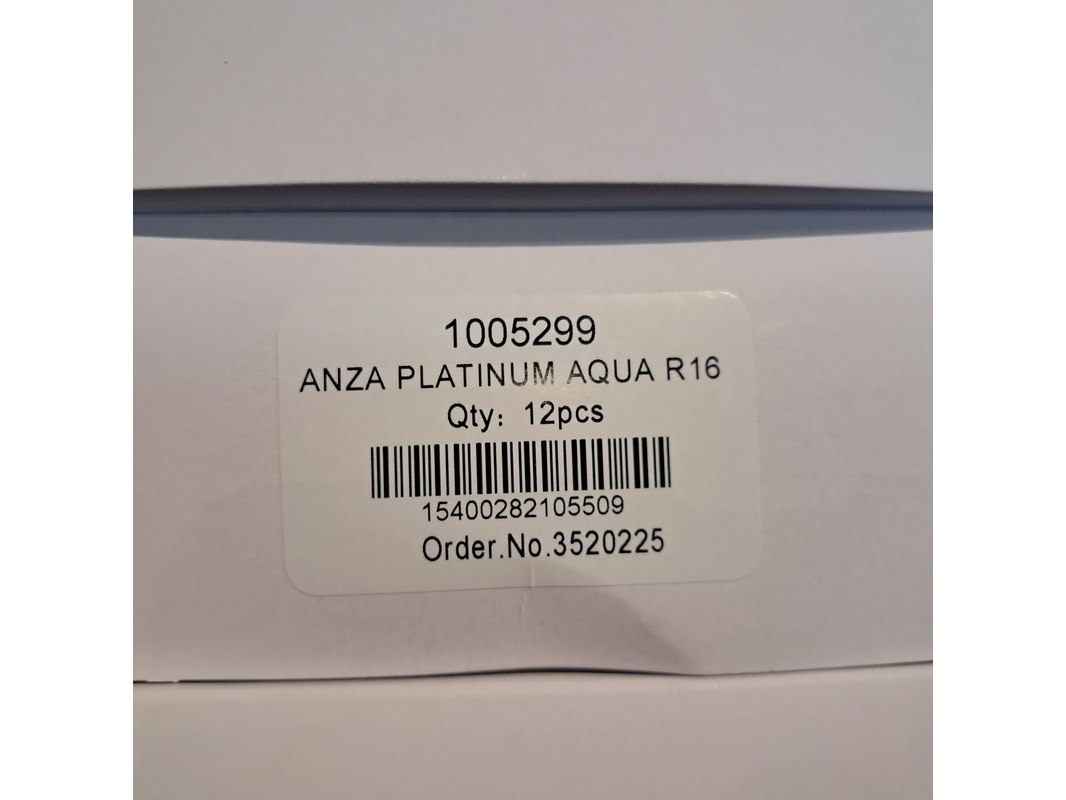 1005299
ANZA PLATINUM AQUA R16
Qty: 12pcs
15400282105509
Order.No.3520225